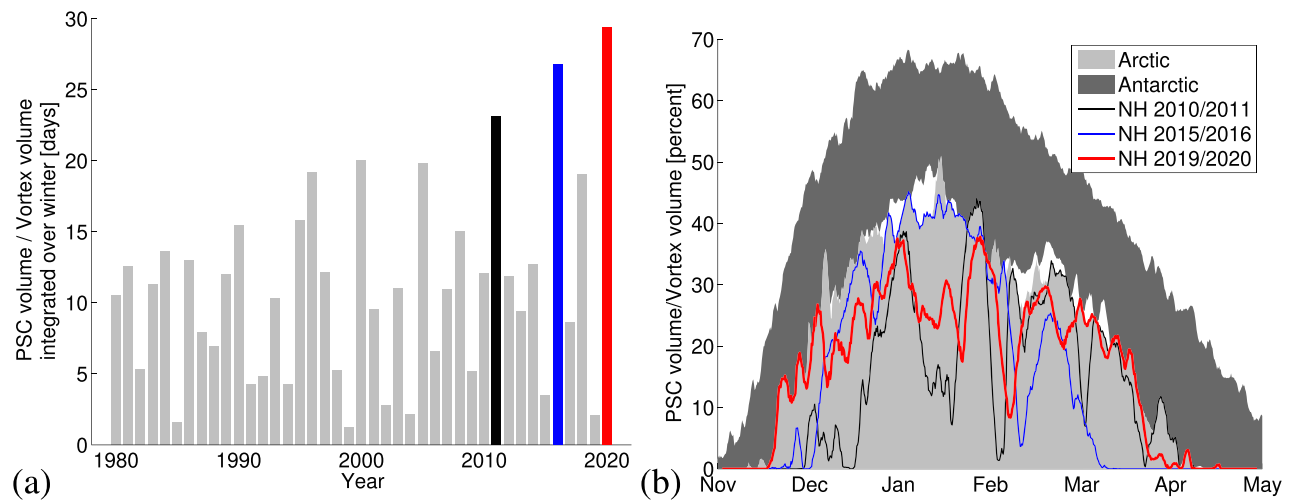 30
25
20
15
10
5
0
1980
1990
2000
2010
2020
Year
PSC volume / Vortex volume
integrated over winter [days]
(a)
70
60
50
40
30
20
10
0
Nov
Dec
Jan
Feb
Mar
Apr
May
PSC volume/Vortex volume [percent]
Arctic
Antarctic
NH 2010/2011
NH 2015/2016
NH 2019/2020
(b)